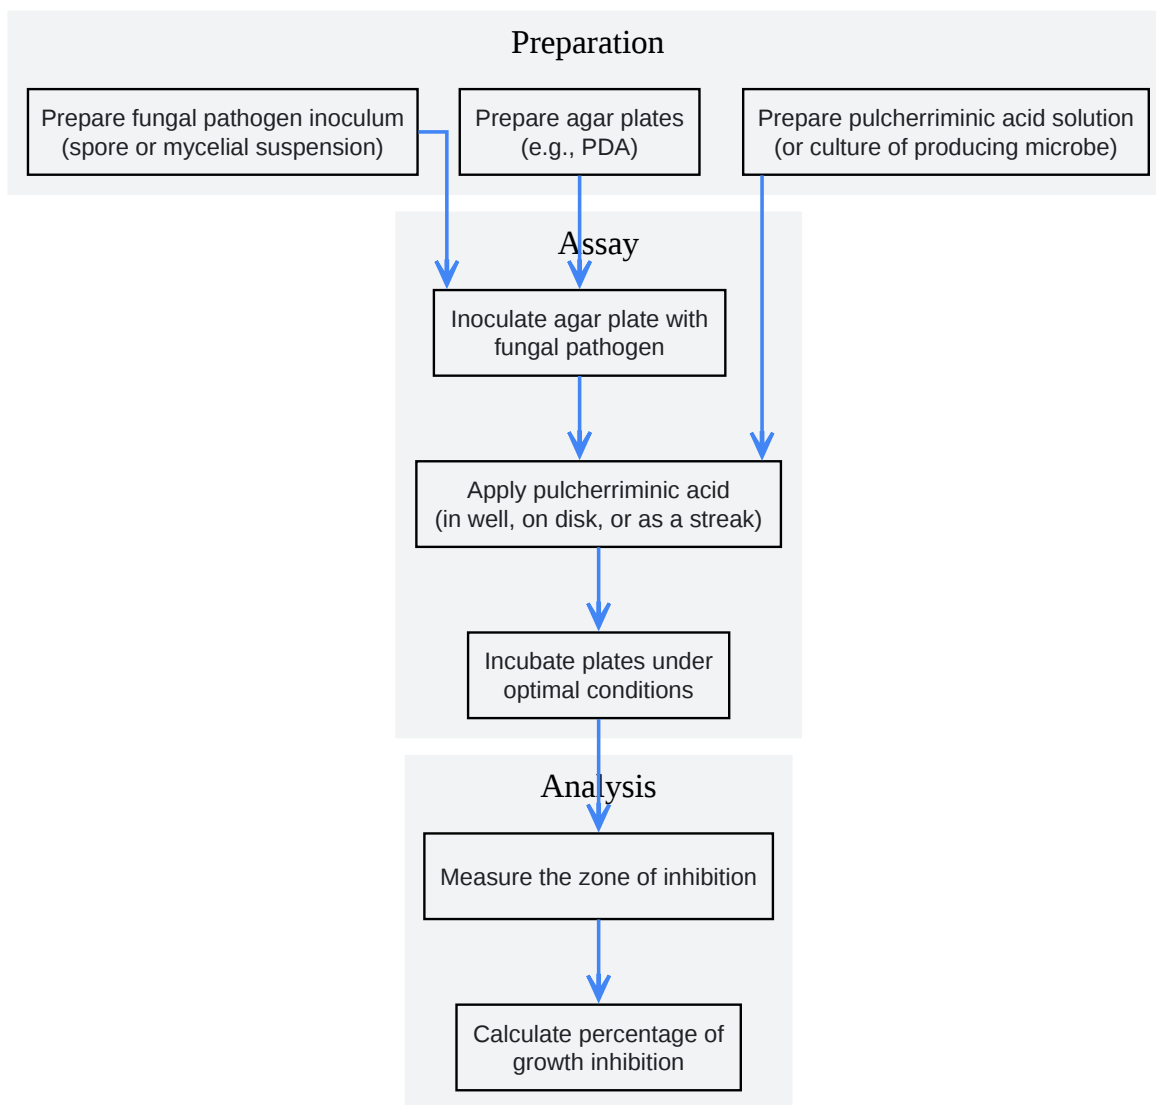 Preparation
Prepare fungal pathogen inoculum
(spore or mycelial suspension)
Prepare agar plates
(e.g., PDA)
Prepare pulcherriminic acid solution
(or culture of producing microbe)
Assay
Inoculate agar plate with
fungal pathogen
Apply pulcherriminic acid
(in well, on disk, or as a streak)
Incubate plates under
optimal conditions
Analysis
Measure the zone of inhibition
Calculate percentage of
growth inhibition